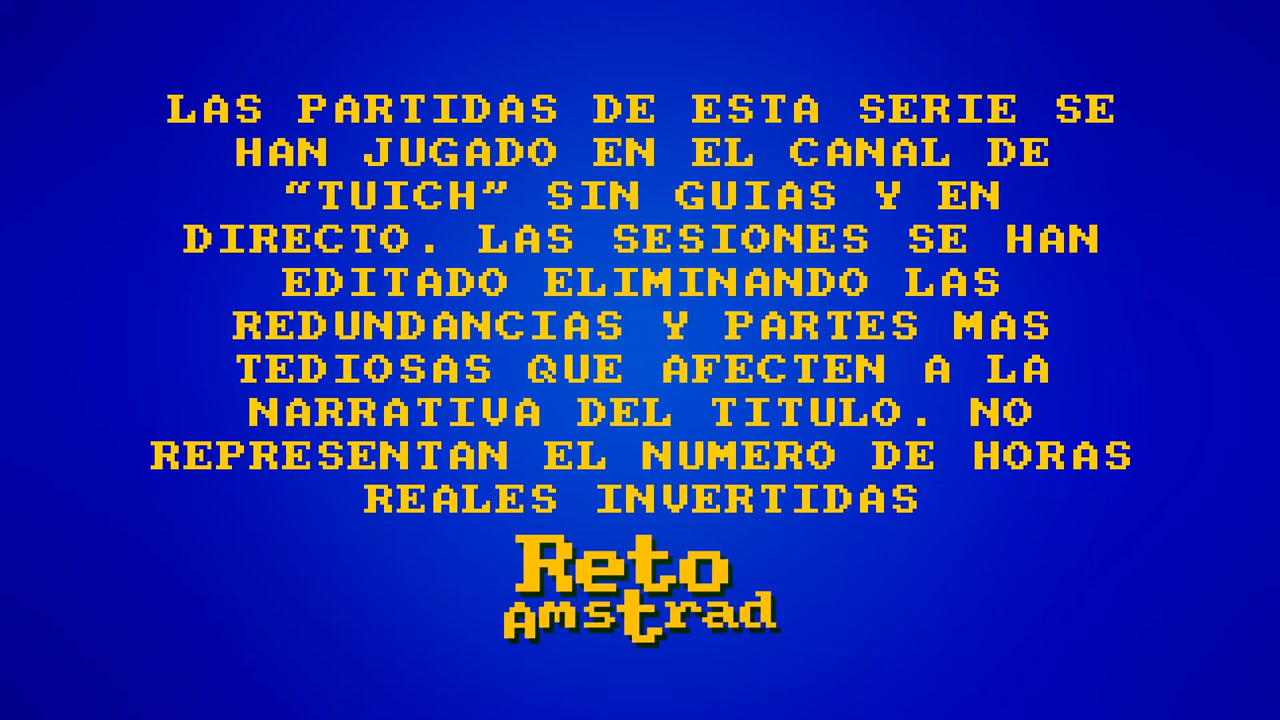 LAS PARTIDAS DE ESTA SERIE SE
HAN JUGADO EN EL CANAL DE
"TUICH" SIN GUIAS Y EN
DIRECTO. LAS SESIONES SE HAN
EDITADO ELIMINANDO LAS
REDUNDANCIAS Y PARTES MAS
TEDIOSAS QUE AFECTEN A LA
NARRATIVA DEL TITULO. NO
REPRESENTAN EL NUMERO DE HORAS
REALES INVERTIDAS
Reto
Amstrad